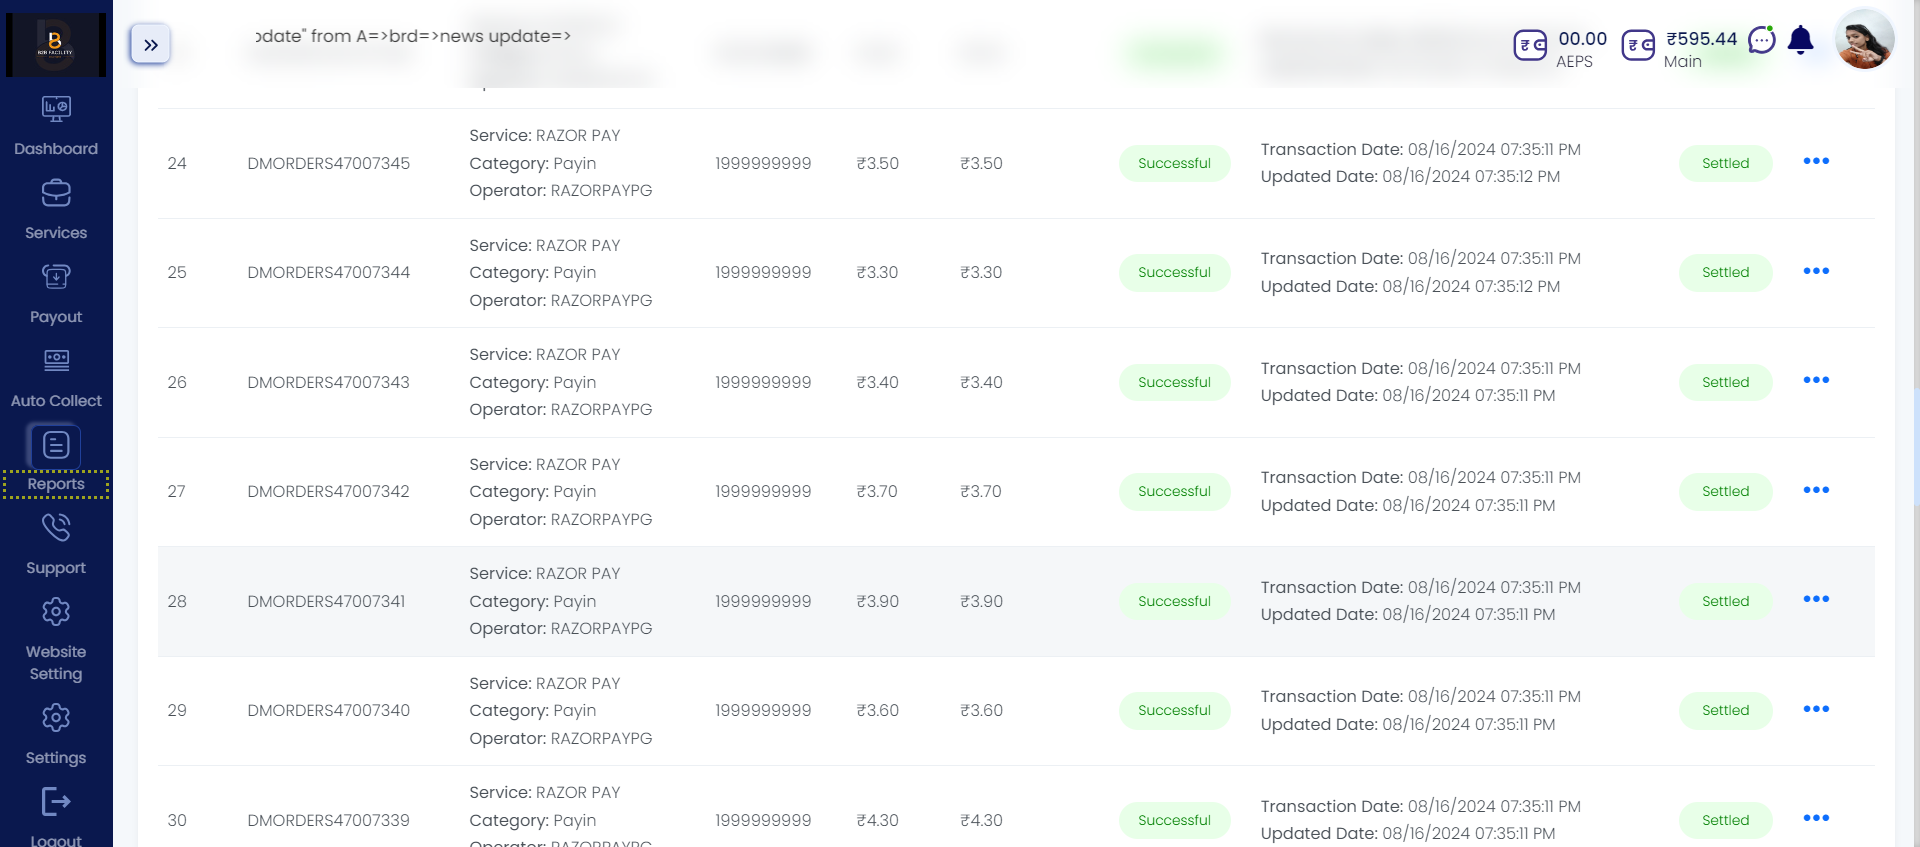 B2B FACILITY
pdate" from A=>brd=>news update=>
00.00
AEPS
₹595.44
Main
Dashboard
Services
Payout
Auto Collect
Reports
Support
Website
Setting
Settings
Logout
24
DMORDERS47007345
Service: RAZOR PAY
Category: Payin
Operator: RAZORPAYPG
1999999999
₹3.50
₹3.50
Successful
Transaction Date: 08/16/2024 07:35:11 PM
Updated Date: 08/16/2024 07:35:12 PM
Settled
25
DMORDERS47007344
Service: RAZOR PAY
Category: Payin
Operator: RAZORPAYPG
1999999999
₹3.30
₹3.30
Successful
Transaction Date: 08/16/2024 07:35:11 PM
Updated Date: 08/16/2024 07:35:12 PM
Settled
26
DMORDERS47007343
Service: RAZOR PAY
Category: Payin
Operator: RAZORPAYPG
1999999999
₹3.40
₹3.40
Successful
Transaction Date: 08/16/2024 07:35:11 PM
Updated Date: 08/16/2024 07:35:11 PM
Settled
27
DMORDERS47007342
Service: RAZOR PAY
Category: Payin
Operator: RAZORPAYPG
1999999999
₹3.70
₹3.70
Successful
Transaction Date: 08/16/2024 07:35:11 PM
Updated Date: 08/16/2024 07:35:11 PM
Settled
28
DMORDERS47007341
Service: RAZOR PAY
Category: Payin
Operator: RAZORPAYPG
1999999999
₹3.90
₹3.90
Successful
Transaction Date: 08/16/2024 07:35:11 PM
Updated Date: 08/16/2024 07:35:11 PM
Settled
29
DMORDERS47007340
Service: RAZOR PAY
Category: Payin
Operator: RAZORPAYPG
1999999999
₹3.60
₹3.60
Successful
Transaction Date: 08/16/2024 07:35:11 PM
Updated Date: 08/16/2024 07:35:11 PM
Settled
30
DMORDERS47007339
Service: RAZOR PAY
Category: Payin
Operator: RAZORPAYPG
1999999999
₹4.30
₹4.30
Successful
Transaction Date: 08/16/2024 07:35:11 PM
Updated Date: 08/16/2024 07:35:11 PM
Settled